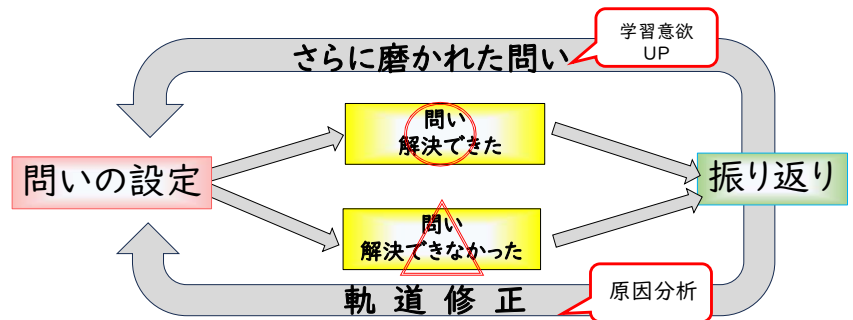 さらに磨かれた問い
学習意欲
UP
問い
解決できた
問いの設定
振り返り
問い
解決できなかった
軌道修正
原因分析